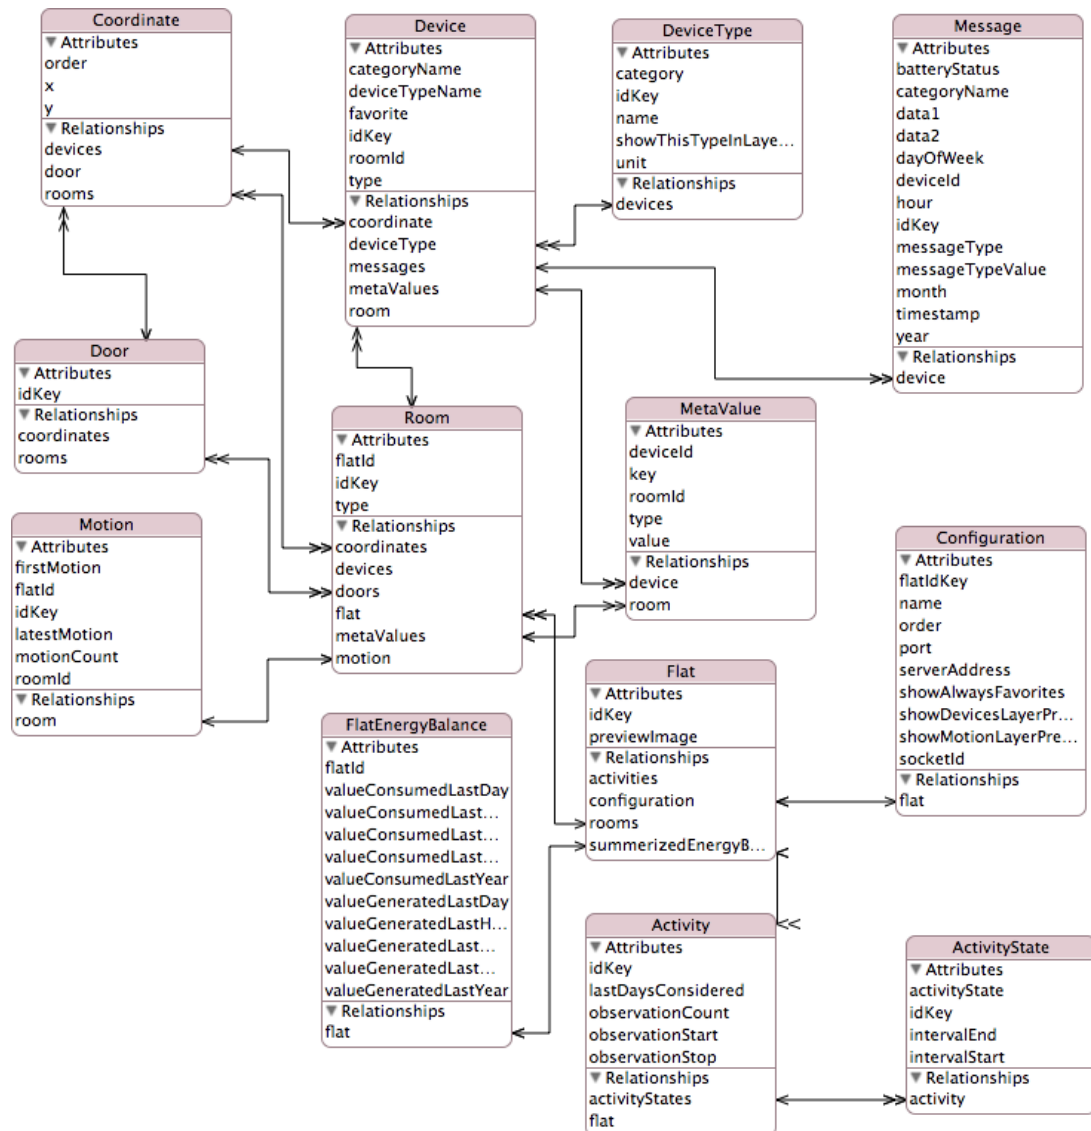 Coordinate
▼ Attributes
order
x
y
▼ Relationships
devices
door
rooms
Device
▼ Attributes
categoryName
deviceTypeName
favorite
idKey
roomId
type
▼ Relationships
coordinate
deviceType
messages
metaValues
room
DeviceType
▼ Attributes
category
idKey
name
showThisTypeInLaye...
unit
▼ Relationships
devices
Message
▼ Attributes
batteryStatus
categoryName
data1
data2
dayOfWeek
deviceId
hour
idKey
messageType
messageTypeValue
month
timestamp
year
▼ Relationships
device
Door
▼ Attributes
idKey
▼ Relationships
coordinates
rooms
Room
▼ Attributes
flatId
idKey
type
▼ Relationships
coordinates
devices
doors
flat
metaValues
motion
MetaValue
▼ Attributes
deviceId
key
roomId
type
value
▼ Relationships
device
room
Motion
▼ Attributes
firstMotion
flatId
idKey
latestMotion
motionCount
roomId
▼ Relationships
room
Configuration
▼ Attributes
flatIdKey
name
order
port
serverAddress
showAlwaysFavorites
showDevicesLayerPr...
showMotionLayerPre...
socketId
▼ Relationships
flat
Flat
▼ Attributes
idKey
previewImage
▼ Relationships
activities
configuration
rooms
summerizedEnergyB...
FlatEnergyBalance
▼ Attributes
flatId
valueConsumedLastDay
valueConsumedLast...
valueConsumedLast...
valueConsumedLast...
valueConsumedLastYear
valueGeneratedLastDay
valueGeneratedLastH...
valueGeneratedLast...
valueGeneratedLast...
valueGeneratedLastYear
▼ Relationships
flat
Activity
▼ Attributes
idKey
lastDaysConsidered
observationCount
observationStart
observationStop
▼ Relationships
activityStates
flat
ActivityState
▼ Attributes
activityState
idKey
intervalEnd
intervalStart
▼ Relationships
activity